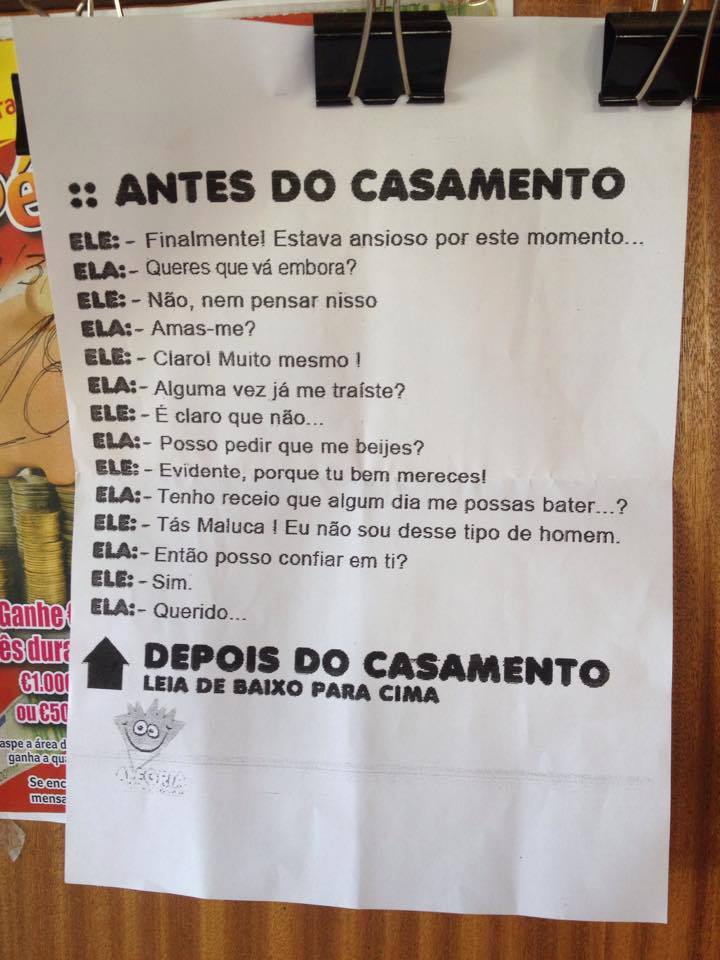 :: ANTES DO CASAMENTO
ELE: - Finalmente! Estava ansioso por este momento...
ELA:- Queres que vá embora?
ELE: - Não, nem pensar nisso
ELA:- Amas-me?
ELE: - Claro! Muito mesmo !
ELA:- Alguma vez já me traíste?
ELE: - É claro que não...
ELA:- Posso pedir que me beijes?
ELE: - Evidente, porque tu bem mereces!
ELA:- Tenho receio que algum dia me possas bater...?
ELE: - Tás Maluca ! Eu não sou desse tipo de homem.
ELA:- Então posso confiar em ti?
ELE: - Sim.
ELA:- Querido...
DEPOIS DO CASAMENTO
LEIA DE BAIXO PARA CIMA
ALEGRIA
Ganhe
ês dura
€1.000
ou €50
aspe a área d
ganha a qu
Se enc
mensa